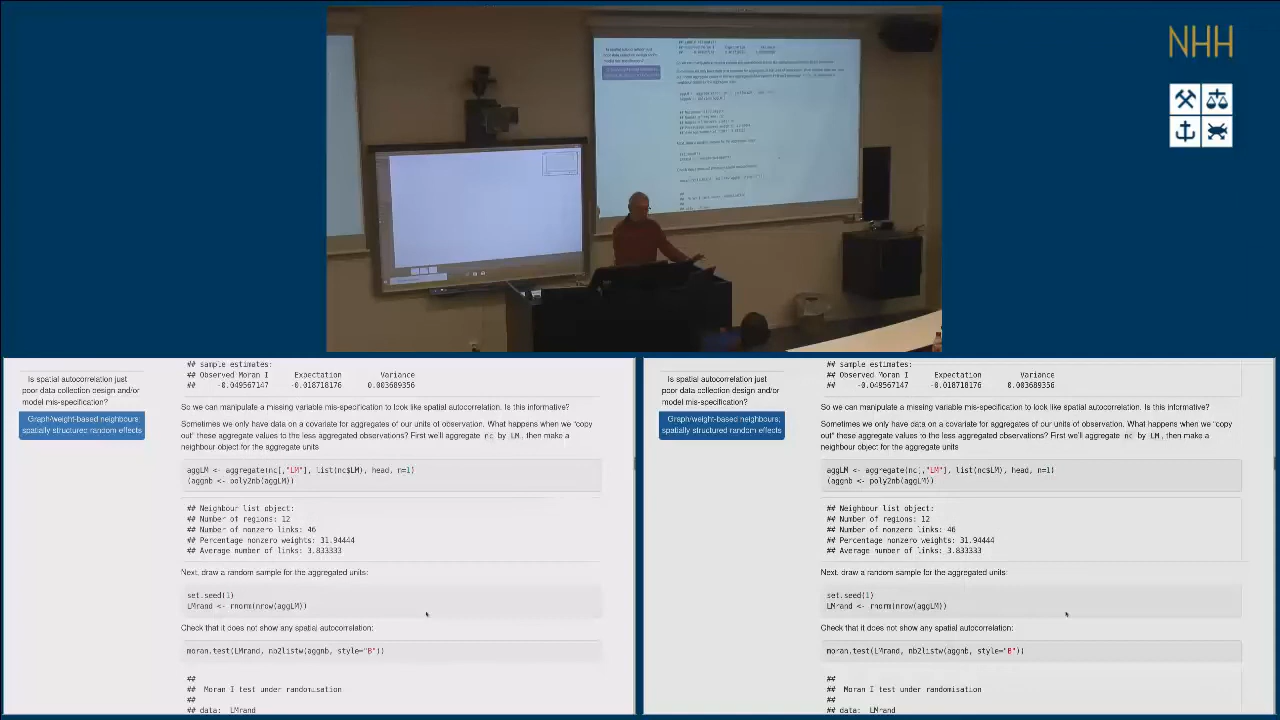 NHH
Is spatial autocorrelation just
poor data collection design and/or
model mis-specification?
Graph/weight-based neighbours;
spatially structured random effects
## sample estimates:
## Observed Moran I Expectation Variance
## -0.049567147 -0.018718176 0.003689356
So we can manipulate a missing variable mis-specification to look like spatial autocorrelation. Is this informative?
Sometimes we only have data on a covariate for aggregates of our units of observation. What happens when we "copy
out" these aggregate values to the less aggregated observations? First we'll aggregate nc by LM, then make a
neighbour object for the aggregate units
aggLM <- aggregate(nc[,"LM"], list(nc$LM), head, n=1)
(aggnb <- poly2nb(aggLM))
## Neighbour list object:
## Number of regions: 12
## Number of nonzero links: 46
## Percentage nonzero weights: 31.94444
## Average number of links: 3.833333
Next, draw a random sample for the aggregated units:
set.seed(1)
LMrand <- rnorm(nrow(aggLM))
Check that it does not show any spatial autocorrelation:
moran.test(LMrand, nb2listw(aggnb, style="B"))
##
## Moran I test under randomisation
##
## data: LMrand
Is spatial autocorrelation just
poor data collection design and/or
model mis-specification?
Graph/weight-based neighbours;
spatially structured random effects
## sample estimates:
## Observed Moran I Expectation Variance
## -0.049567147 -0.018718176 0.003689356
So we can manipulate a missing variable mis-specification to look like spatial autocorrelation. Is this informative?
Sometimes we only have data on a covariate for aggregates of our units of observation. What happens when we "copy
out" these aggregate values to the less aggregated observations? First we'll aggregate nc by LM, then make a
neighbour object for the aggregate units
aggLM <- aggregate(nc[,"LM"], list(nc$LM), head, n=1)
(aggnb <- poly2nb(aggLM))
## Neighbour list object:
## Number of regions: 12
## Number of nonzero links: 46
## Percentage nonzero weights: 31.94444
## Average number of links: 3.833333
Next, draw a random sample for the aggregated units:
set.seed(1)
LMrand <- rnorm(nrow(aggLM))
Check that it does not show any spatial autocorrelation:
moran.test(LMrand, nb2listw(aggnb, style="B"))
##
## Moran I test under randomisation
##
## data: LMrand